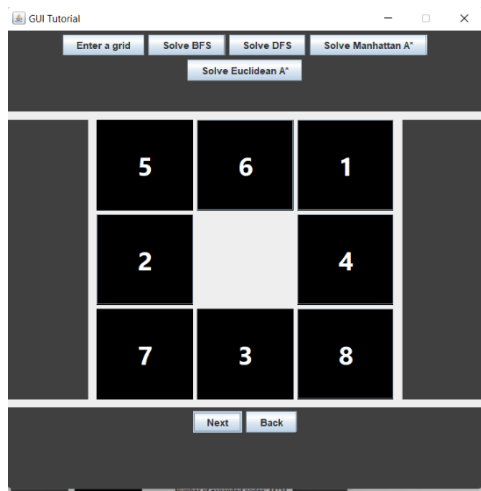 GUI Tutorial
Enter a grid Solve BFS Solve DFS Solve Manhattan A*
Solve Euclidean A*
5 6 1
2 4
7 3 8
Next Back